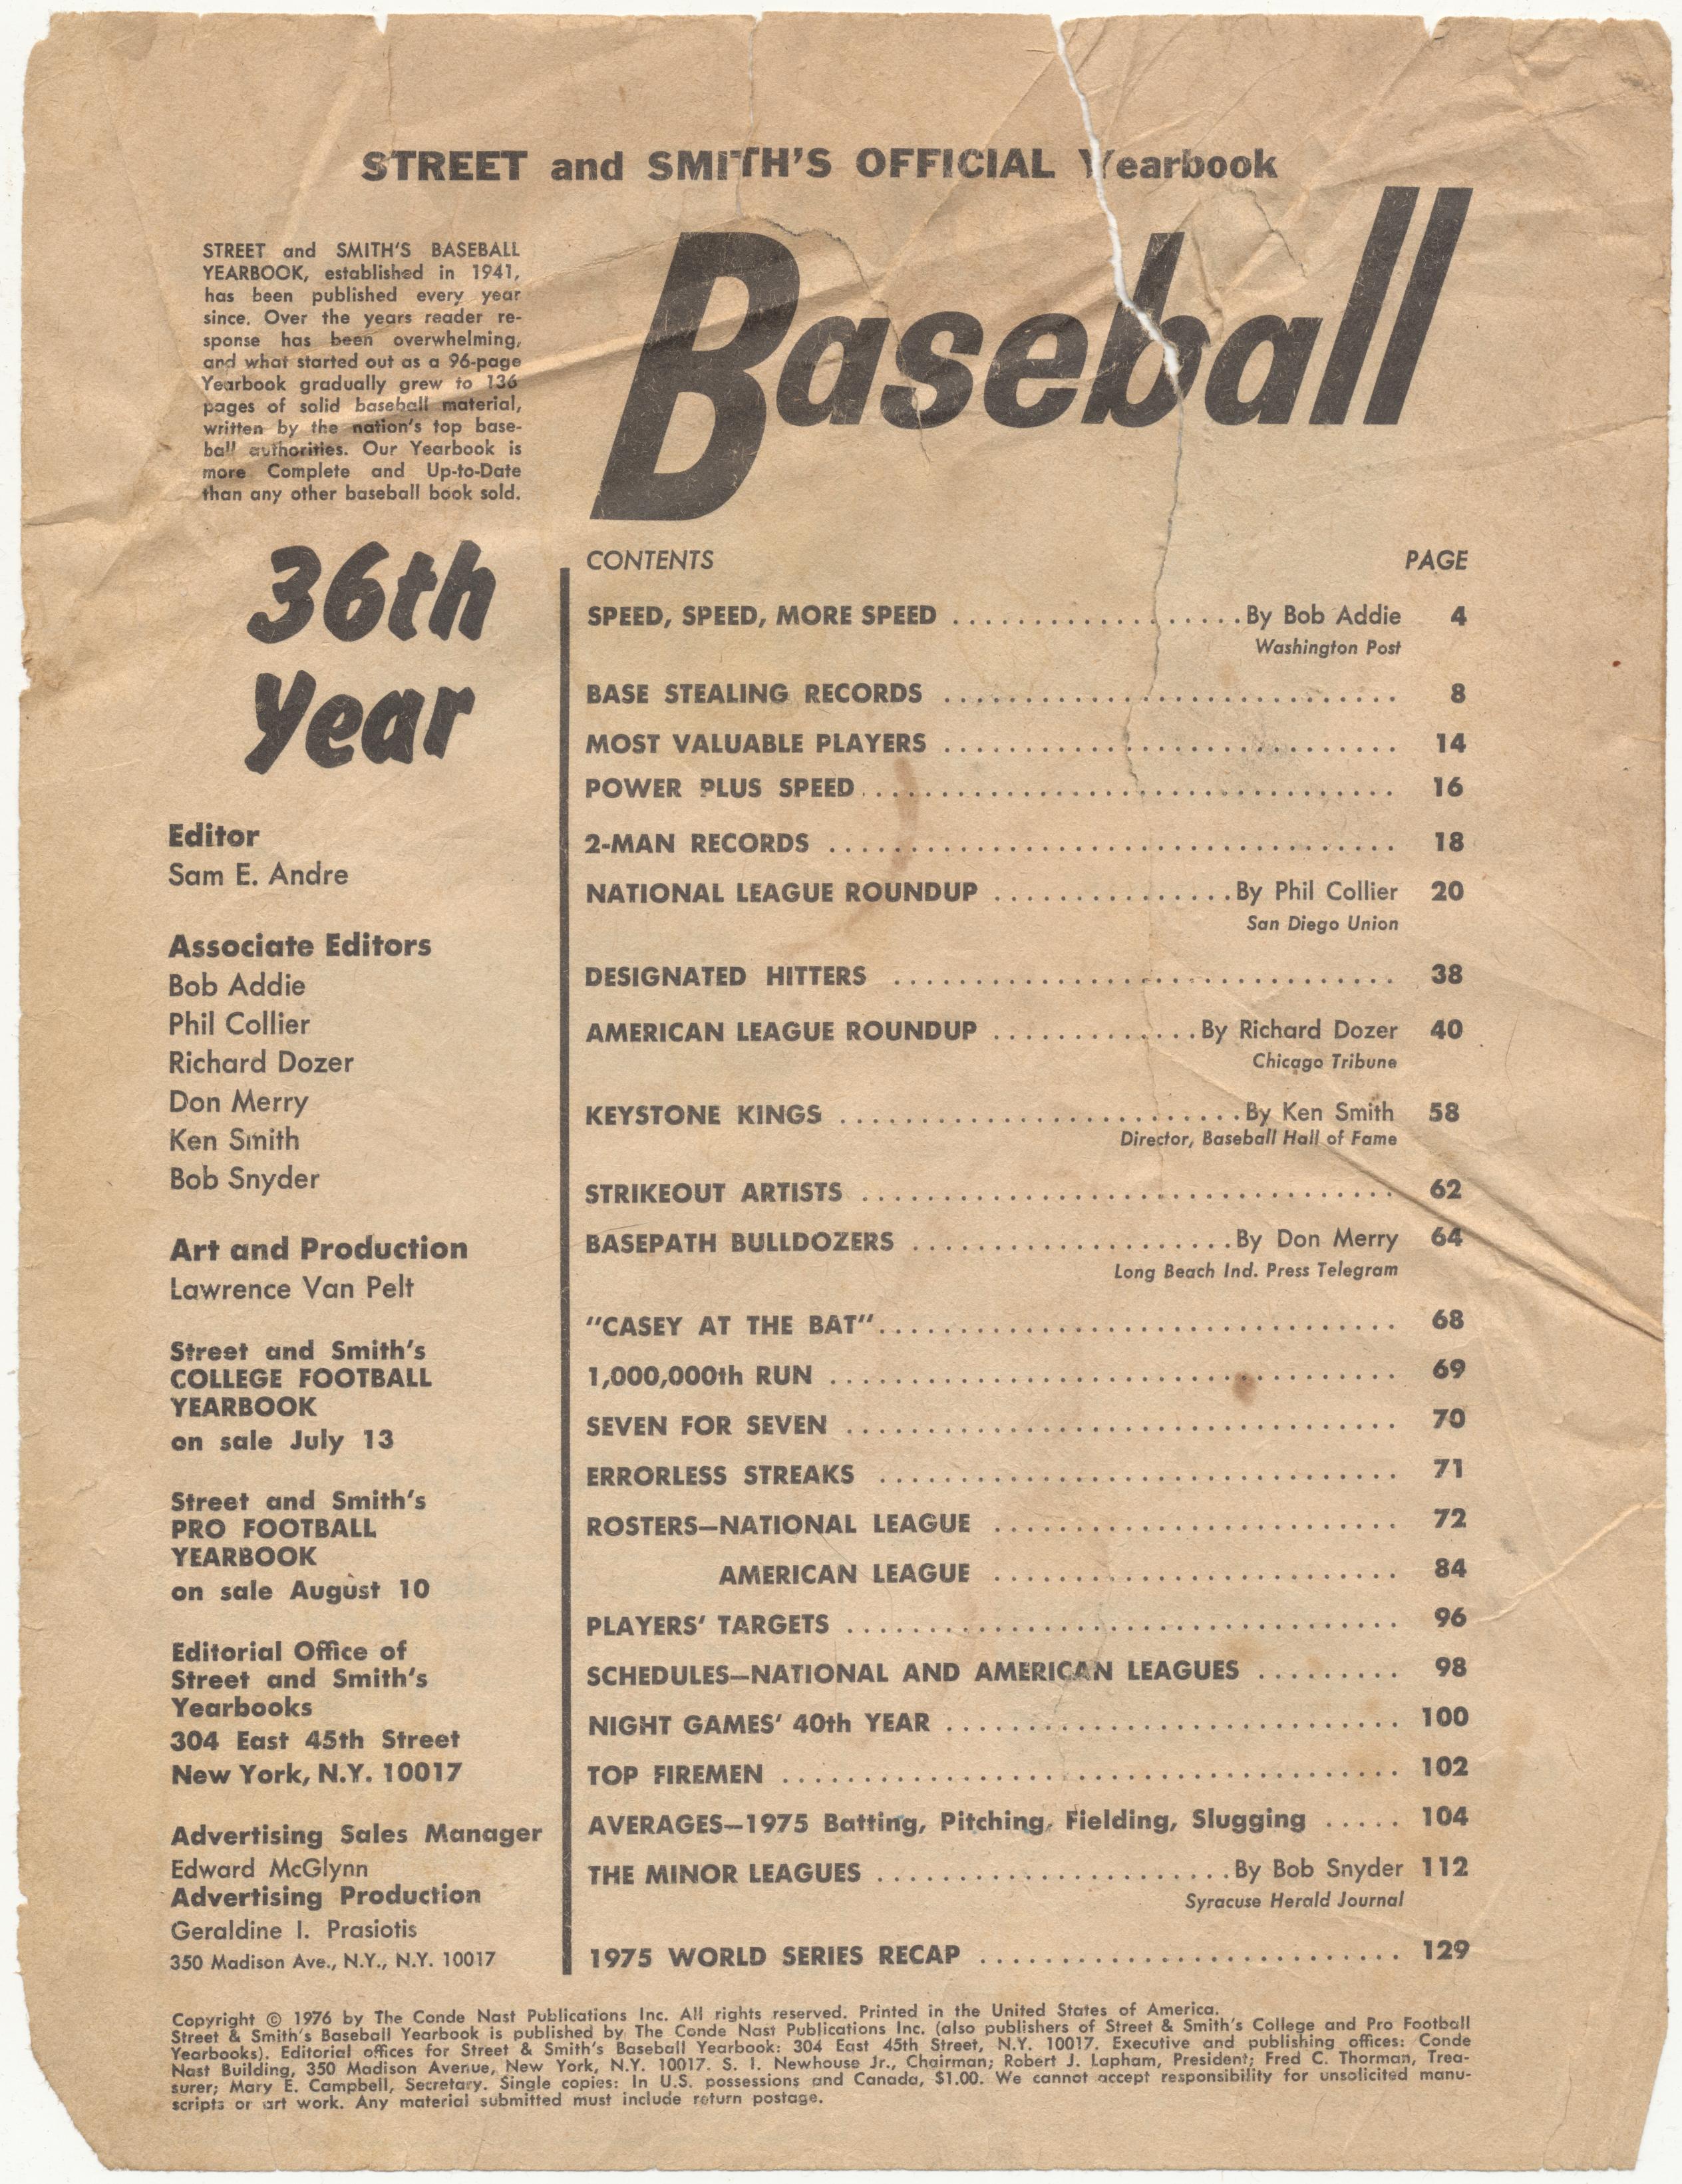 STREET and SMITH'S OFFICIAL Yearbook
Baseball
STREET and SMITH'S BASEBALL
YEARBOOK, established in 1941,
has been published every year
since. Over the years reader re-
sponse has been overwhelming,
and what started out as a 96-page
Yearbook gradually grew to 136
pages of solid baseball material,
written by the nation's top base-
ball authorities. Our Yearbook is
more Complete and Up-to-Date
than any other baseball book sold.
36th
Year
Editor
Sam E. Andre
Associate Editors
Bob Addie
Phil Collier
Richard Dozer
Don Merry
Ken Smith
Bob Snyder
Art and Production
Lawrence Van Pelt
Street and Smith's
COLLEGE FOOTBALL
YEARBOOK
on sale July 13
Street and Smith's
PRO FOOTBALL
YEARBOOK
on sale August 10
Editorial Office of
Street and Smith's
Yearbooks
304 East 45th Street
New York, N.Y. 10017
Advertising Sales Manager
Edward McGlynn
Advertising Production
Geraldine I. Prasiotis
350 Madison Ave., N.Y., N.Y. 10017
CONTENTS PAGE
SPEED, SPEED, MORE SPEED ...................By Bob Addie 4
Washington Post
BASE STEALING RECORDS ............................ 8
MOST VALUABLE PLAYERS ............................ 14
POWER PLUS SPEED................................. 16
2-MAN RECORDS ................................... 18
NATIONAL LEAGUE ROUNDUP ...............By Phil Collier 20
San Diego Union
DESIGNATED HITTERS ............................... 38
AMERICAN LEAGUE ROUNDUP .............By Richard Dozer 40
Chicago Tribune
KEYSTONE KINGS .........................By Ken Smith 58
Director, Baseball Hall of Fame
STRIKEOUT ARTISTS ................................. 62
BASEPATH BULLDOZERS ....................By Don Merry 64
Long Beach Ind. Press Telegram
"CASEY AT THE BAT"................................ 68
1,000,000th RUN ................................... 69
SEVEN FOR SEVEN .................................. 70
ERRORLESS STREAKS ................................ 71
ROSTERS—NATIONAL LEAGUE ......................... 72
AMERICAN LEAGUE ......................... 84
PLAYERS' TARGETS .................................. 96
SCHEDULES—NATIONAL AND AMERICAN LEAGUES ......... 98
NIGHT GAMES' 40th YEAR ............................ 100
TOP FIREMEN ...................................... 102
AVERAGES—1975 Batting, Pitching, Fielding, Slugging ..... 104
THE MINOR LEAGUES ......................By Bob Snyder 112
Syracuse Herald Journal
1975 WORLD SERIES RECAP .......................... 129
Copyright © 1976 by The Conde Nast Publications Inc. All rights reserved. Printed in the United States of America.
Street & Smith's Baseball Yearbook is published by The Conde Nast Publications Inc. (also publishers of Street & Smith's College and Pro Football
Yearbooks). Editorial offices for Street & Smith's Baseball Yearbook: 304 East 45th Street, N.Y. 10017. Executive and publishing offices: Conde
Nast Building, 350 Madison Avenue, New York, N.Y. 10017. S. I. Newhouse Jr., Chairman; Robert J. Lapham, President; Fred C. Thorman, Trea-
surer; Mary E. Campbell, Secretary. Single copies: In U.S. possessions and Canada, $1.00. We cannot accept responsibility for unsolicited manu-
scripts or art work. Any material submitted must include return postage.